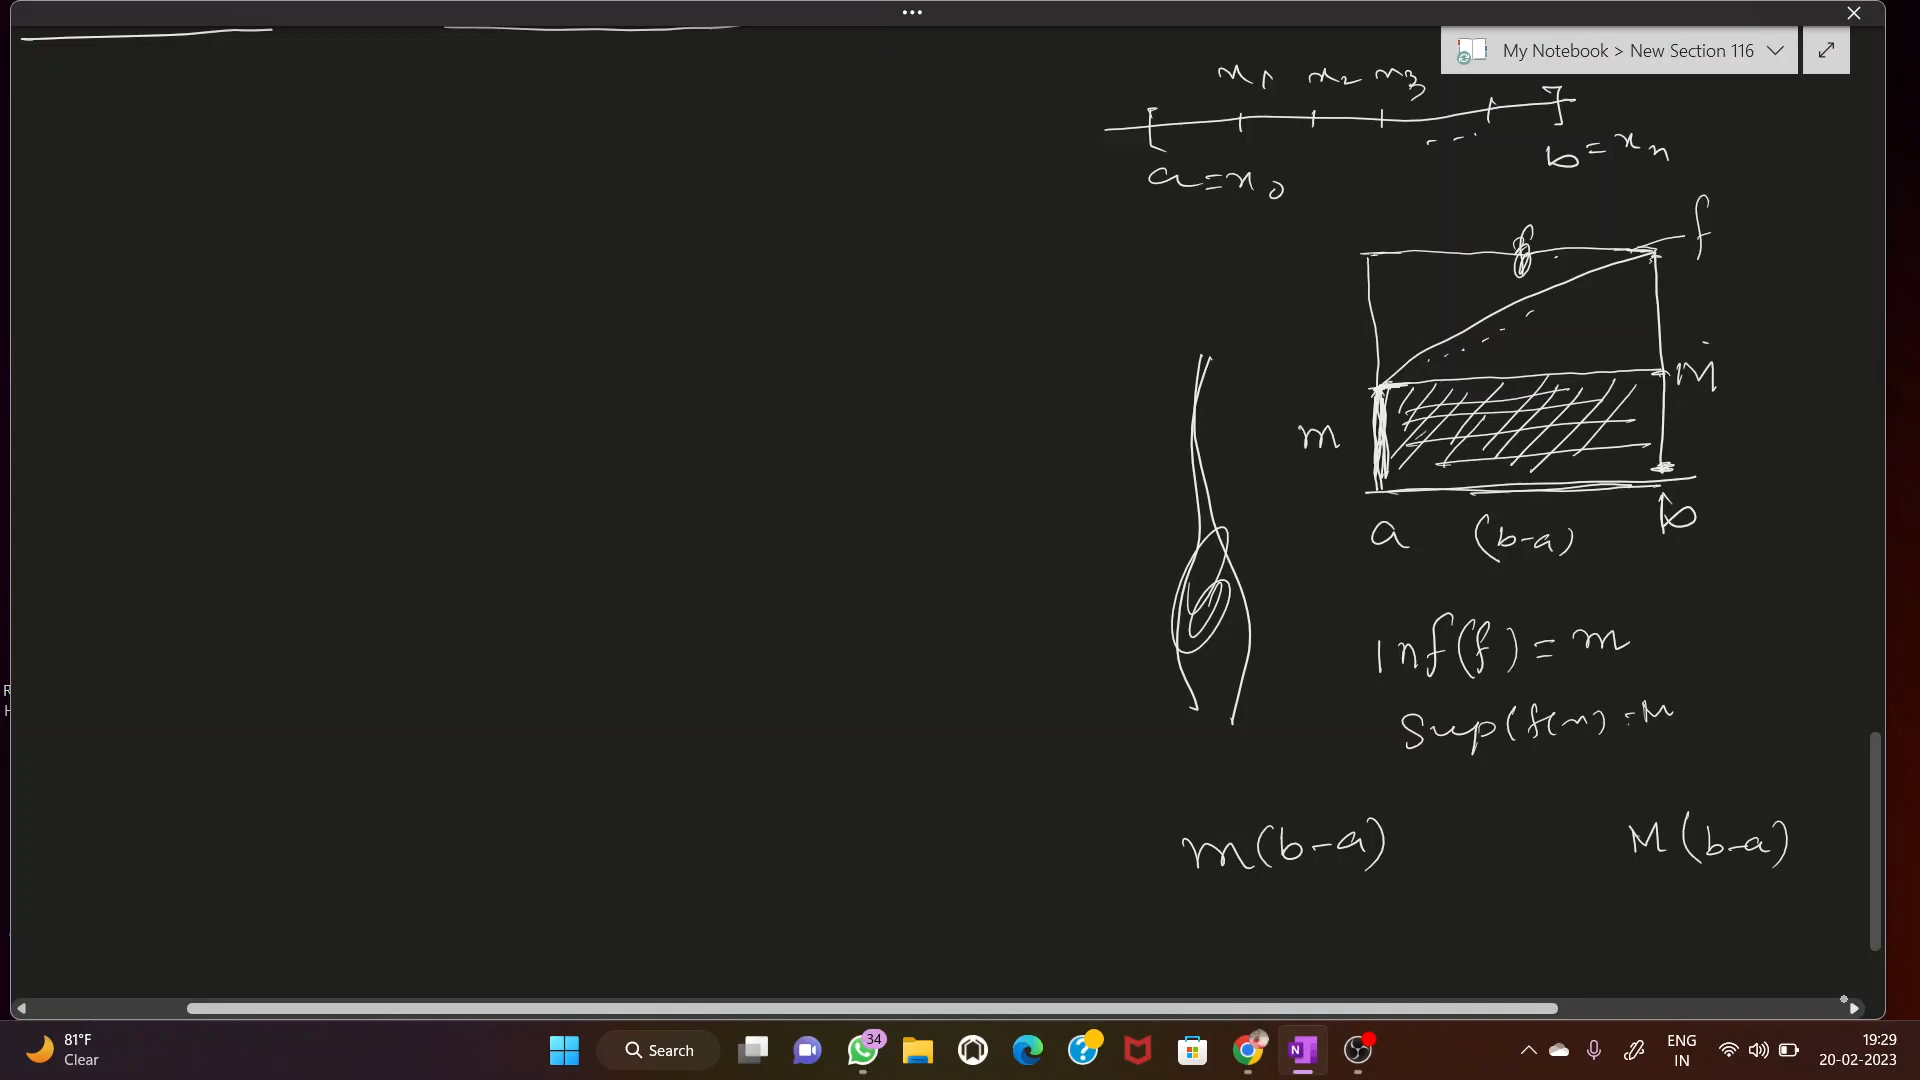 My Notebook > New Section 116
x1 x2 x3
a = x0
b = xn
f
m
M
a (b-a) b
Inf(f) = m
Sup(f(x)) = M
m(b-a) M(b-a)
R
H
81°F
Clear
Search
34
ENG
IN
19:29
20-02-2023